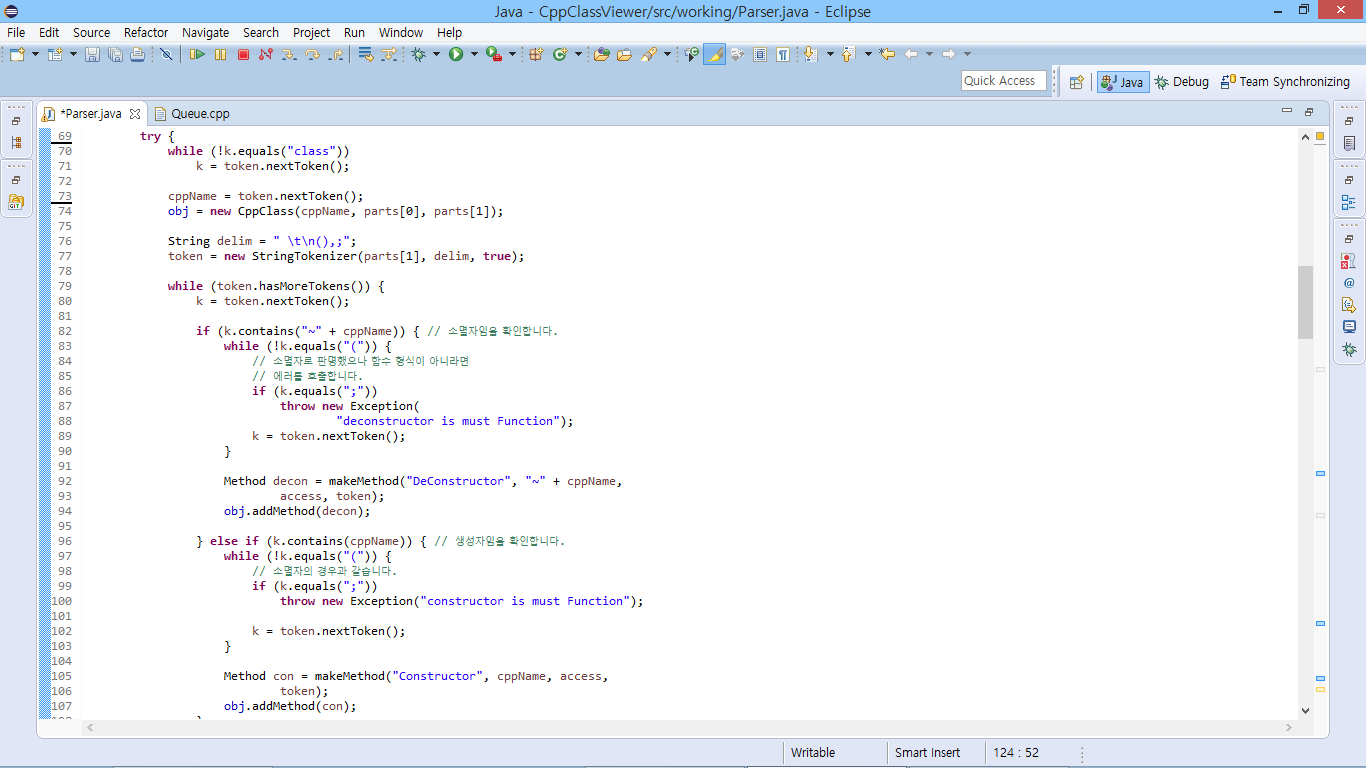 Java - CppClassViewer/src/working/Parser.java - Eclipse
File Edit Source Refactor Navigate Search Project Run Window Help
Quick Access
Java
Debug
Team Synchronizing
*Parser.java
Queue.cpp
69 try {
70 while (!k.equals("class"))
71 k = token.nextToken();
72
73 cppName = token.nextToken();
74 obj = new CppClass(cppName, parts[0], parts[1]);
75
76 String delim = " \t\n(),;";
77 token = new StringTokenizer(parts[1], delim, true);
78
79 while (token.hasMoreTokens()) {
80 k = token.nextToken();
81
82 if (k.contains("~" + cppName)) { // 소멸자임을 확인합니다.
83 while (!k.equals("(")) {
84 // 소멸자로 판명했으나 함수 형식이 아니라면
85 // 에러를 호출합니다.
86 if (k.equals(";"))
87 throw new Exception(
88 "deconstructor is must Function");
89 k = token.nextToken();
90 }
91
92 Method decon = makeMethod("DeConstructor", "~" + cppName,
93 access, token);
94 obj.addMethod(decon);
95
96 } else if (k.contains(cppName)) { // 생성자임을 확인합니다.
97 while (!k.equals("(")) {
98 // 소멸자의 경우과 같습니다.
99 if (k.equals(";"))
100 throw new Exception("constructor is must Function");
101
102 k = token.nextToken();
103 }
104
105 Method con = makeMethod("Constructor", cppName, access,
106 token);
107 obj.addMethod(con);
Writable
Smart Insert
124 : 52